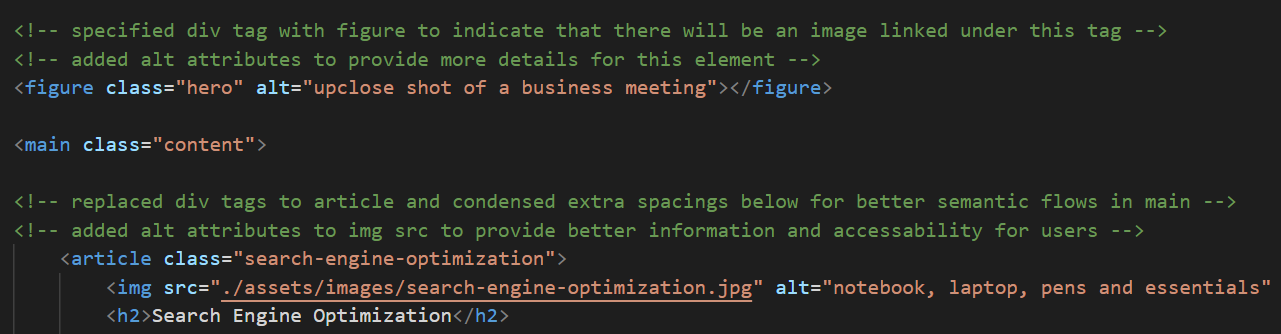 <!-- specified div tag with figure to indicate that there will be an image linked under this tag -->
<!-- added alt attributes to provide more details for this element -->
<figure class="hero" alt="upclose shot of a business meeting"></figure>
<main class="content">
<!-- replaced div tags to article and condensed extra spacings below for better semantic flows in main -->
<!-- added alt attributes to img src to provide better information and accessability for users -->
<article class="search-engine-optimization">
<img src="./assets/images/search-engine-optimization.jpg" alt="notebook, laptop, pens and essentials"
<h2>Search Engine Optimization</h2>